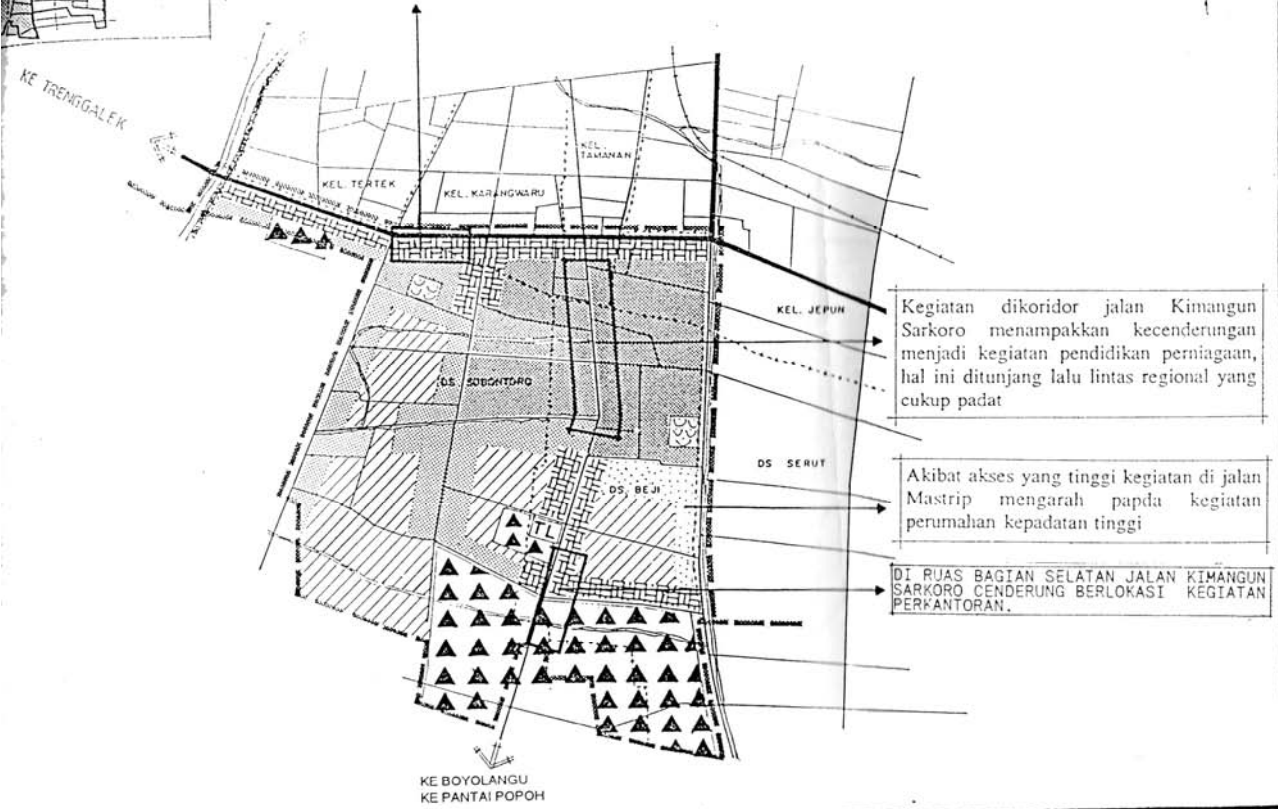 KE TRENGGALEK
KEL. TERTEK
KEL. KARANGWARU
KEL.
TAMANAN
KEL. JEPUN
DS. SOBONTORO
DS SERUT
DS. BEJI
TL
Kegiatan dikoridor jalan Kimangun
Sarkoro menampakkan kecenderungan
menjadi kegiatan pendidikan perniagaan,
hal ini ditunjang lalu lintas regional yang
cukup padat
Akibat akses yang tinggi kegiatan di jalan
Mastrip mengarah papda kegiatan
perumahan kepadatan tinggi
DI RUAS BAGIAN SELATAN JALAN KIMANGUN
SARKORO CENDERUNG BERLOKASI KEGIATAN
PERKANTORAN.
KE BOYOLANGU
KE PANTAI POPOH